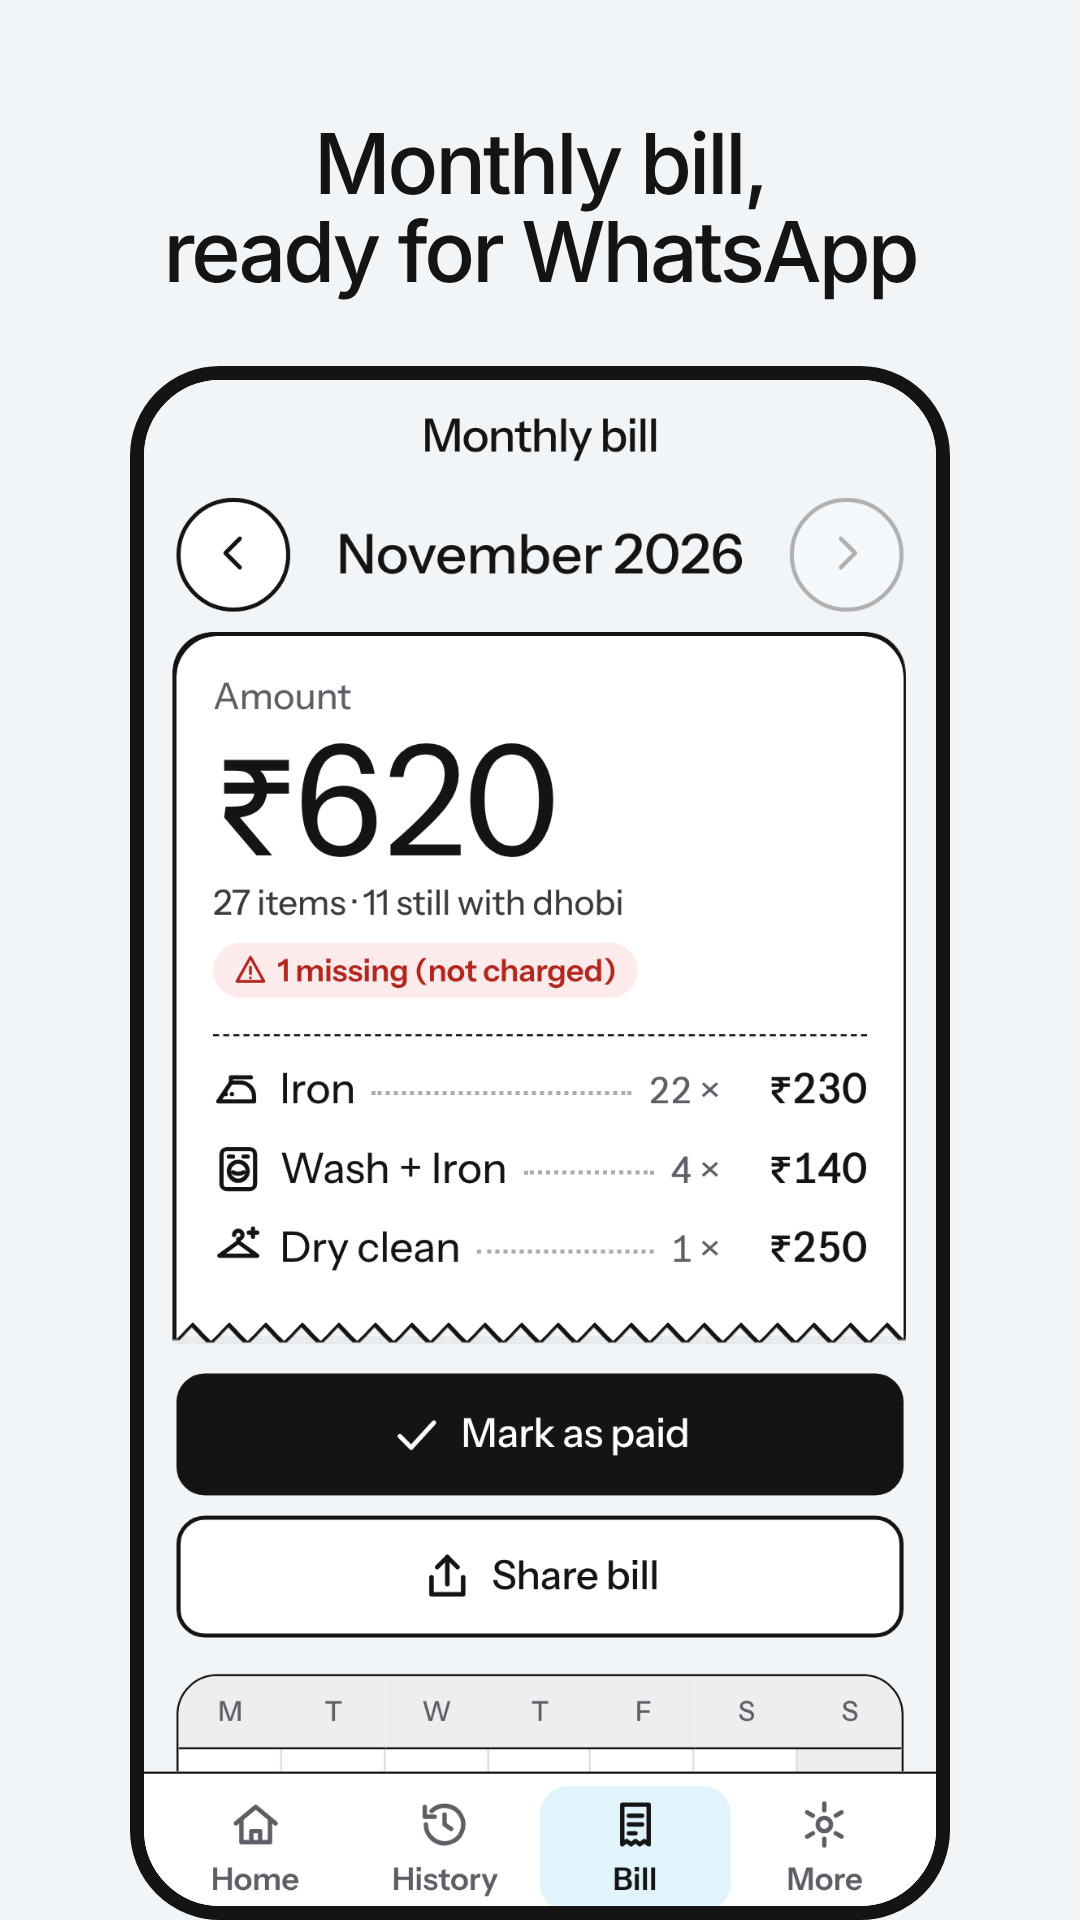 Monthly bill,
ready for WhatsApp
Monthly bill
November 2026
Amount
₹620
27 items · 11 still with dhobi
1 missing (not charged)
Iron 22 × ₹230
Wash + Iron 4 × ₹140
Dry clean 1 × ₹250
Mark as paid
Share bill
M T W T F S S
Home History Bill More